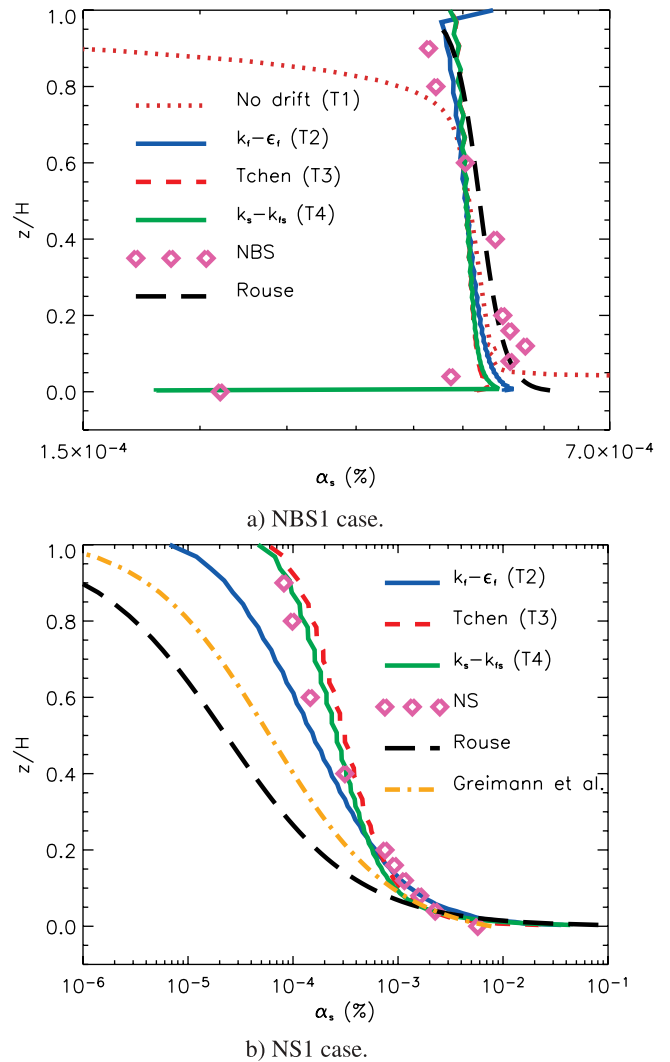 1.0
0.8
0.6
0.4
0.2
0.0
z/H
No drift (T1)
k_f−ϵ_f (T2)
Tchen (T3)
k_s−k_fs (T4)
NBS
Rouse
1.5×10⁻⁴
7.0×10⁻⁴
α_s (%)
a) NBS1 case.
1.0
0.8
0.6
0.4
0.2
0.0
z/H
k_f−ϵ_f (T2)
Tchen (T3)
k_s−k_fs (T4)
NS
Rouse
Greimann et al.
10⁻⁶ 10⁻⁵ 10⁻⁴ 10⁻³ 10⁻² 10⁻¹
α_s (%)
b) NS1 case.